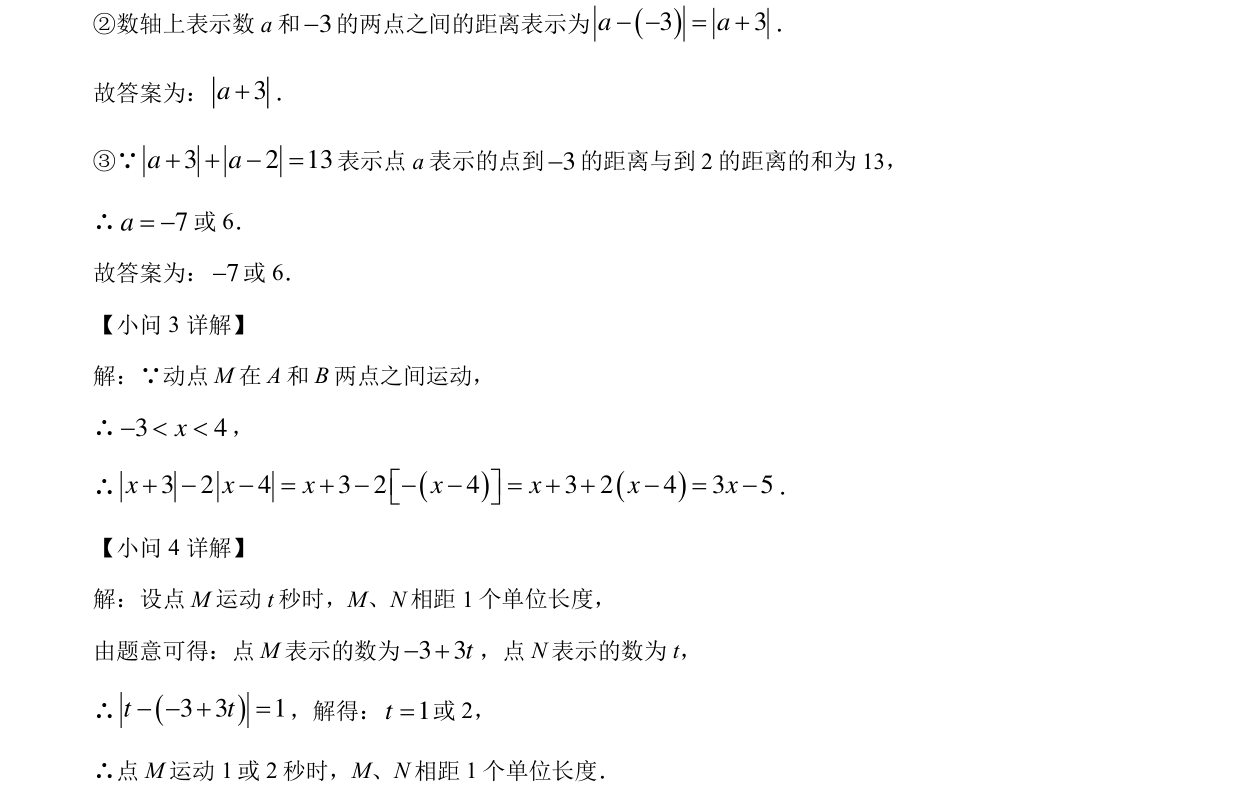 ②数轴上表示数 a 和 −3 的两点之间的距离表示为|a−(−3)|=|a+3|．
故答案为：|a+3|．
③∵|a+3|+|a−2|=13表示点 a 表示的点到−3 的距离与到 2 的距离的和为 13，
∴a=−7 或 6．
故答案为：−7或 6．
【小问 3 详解】
解：∵动点 M 在 A 和 B 两点之间运动，
∴−3<x<4，
∴|x+3|−2|x−4|=x+3−2[−(x−4)]=x+3+2(x−4)=3x−5．
【小问 4 详解】
解：设点 M 运动 t 秒时，M、N 相距 1 个单位长度，
由题意可得：点 M 表示的数为−3+3t，点 N 表示的数为 t，
∴|t−(−3+3t)|=1，解得：t=1或 2，
∴点 M 运动 1 或 2 秒时，M、N 相距 1 个单位长度．